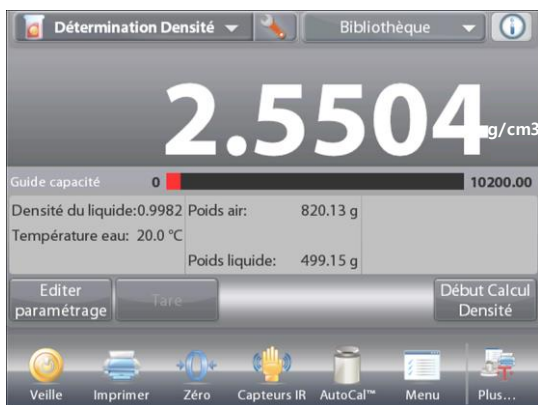 Détermination Densité
Bibliothèque
2.5504 g/cm3
Guide capacité 0 10200.00
Densité du liquide:0.9982 Poids air: 820.13 g
Température eau: 20.0 °C
Poids liquide: 499.15 g
Editer paramétrage
Tare
Début Calcul Densité
Veille
Imprimer
Zéro
Capteurs IR
AutoCal™
Menu
Plus...